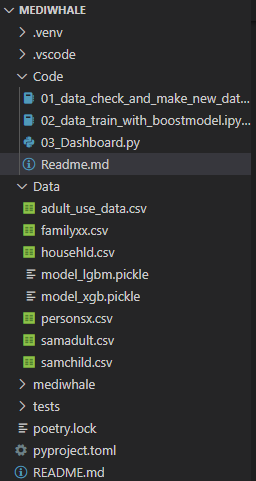 MEDIWHALE
.venv
.vscode
Code
01_data_check_and_make_new_dat...
02_data_train_with_boostmodel.ipy...
03_Dashboard.py
Readme.md
Data
adult_use_data.csv
familyxx.csv
househld.csv
model_lgbm.pickle
model_xgb.pickle
personsx.csv
samadult.csv
samchild.csv
mediwhale
tests
poetry.lock
pyproject.toml
README.md